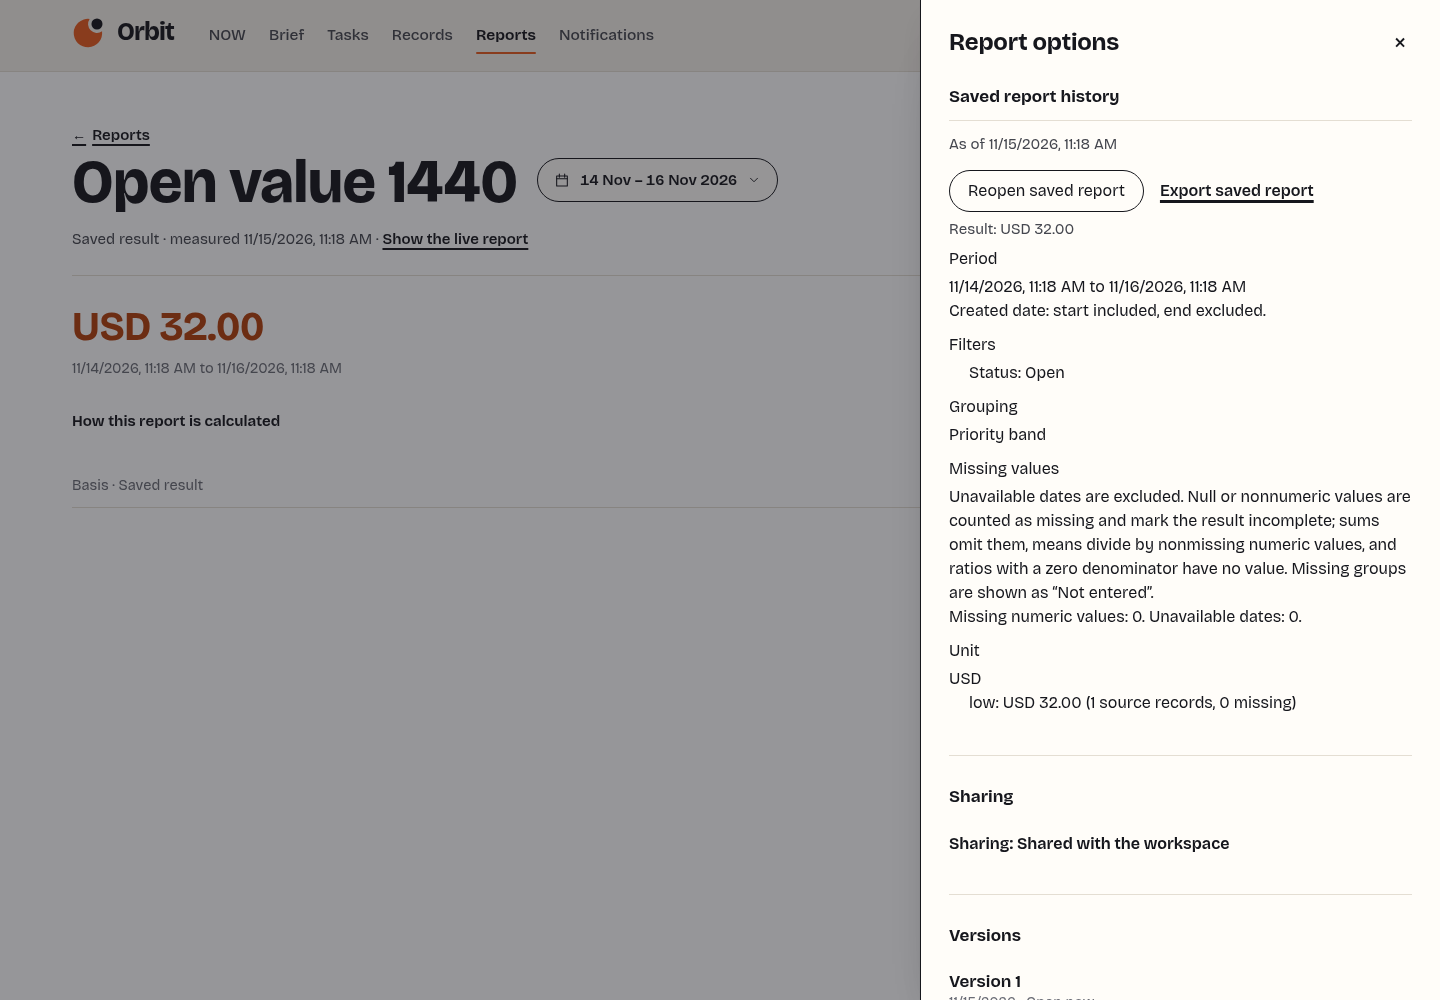 Orbit
NOW
Brief
Tasks
Records
Reports
Notifications
← Reports
Open value 1440
14 Nov – 16 Nov 2026
Saved result · measured 11/15/2026, 11:18 AM · Show the live report
USD 32.00
11/14/2026, 11:18 AM to 11/16/2026, 11:18 AM
How this report is calculated
Basis · Saved result
Report options
×
Saved report history
As of 11/15/2026, 11:18 AM
Reopen saved report
Export saved report
Result: USD 32.00
Period
11/14/2026, 11:18 AM to 11/16/2026, 11:18 AM
Created date: start included, end excluded.
Filters
Status: Open
Grouping
Priority band
Missing values
Unavailable dates are excluded. Null or nonnumeric values are
counted as missing and mark the result incomplete; sums
omit them, means divide by nonmissing numeric values, and
ratios with a zero denominator have no value. Missing groups
are shown as “Not entered”.
Missing numeric values: 0. Unavailable dates: 0.
Unit
USD
low: USD 32.00 (1 source records, 0 missing)
Sharing
Sharing: Shared with the workspace
Versions
Version 1